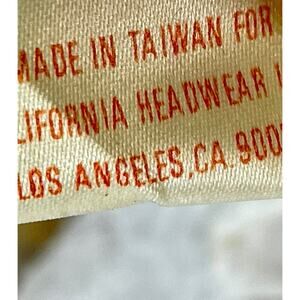 MADE IN TAIWAN FOR
LIFORNIA HEADWEAR
LOS ANGELES, CA. 900